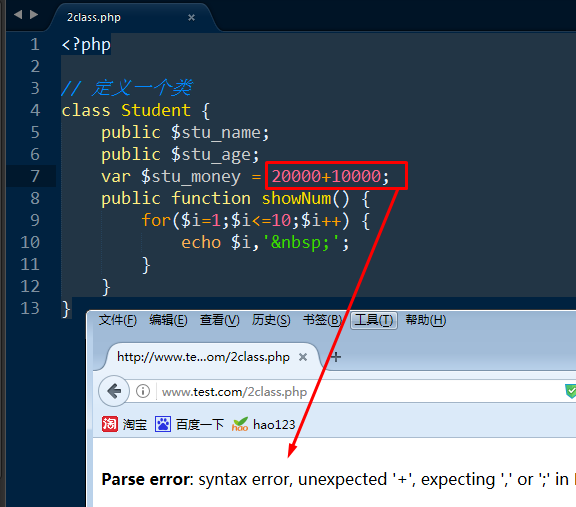 2class.php ×
1 <?php
2
3 // 定义一个类
4 class Student {
5     public $stu_name;
6     public $stu_age;
7     var $stu_money = 20000+10000;
8     public function showNum() {
9         for($i=1;$i<=10;$i++) {
10             echo $i,'&nbsp;';
11         }
12     }
13 }
文件(F) 编辑(E) 查看(V) 历史(S) 书签(B) 工具(T) 帮助(H)
http://www.te...om/2class.php × +
www.test.com/2class.php
淘 淘宝 百度一下 hao hao123
Parse error: syntax error, unexpected '+', expecting ',' or ';' in